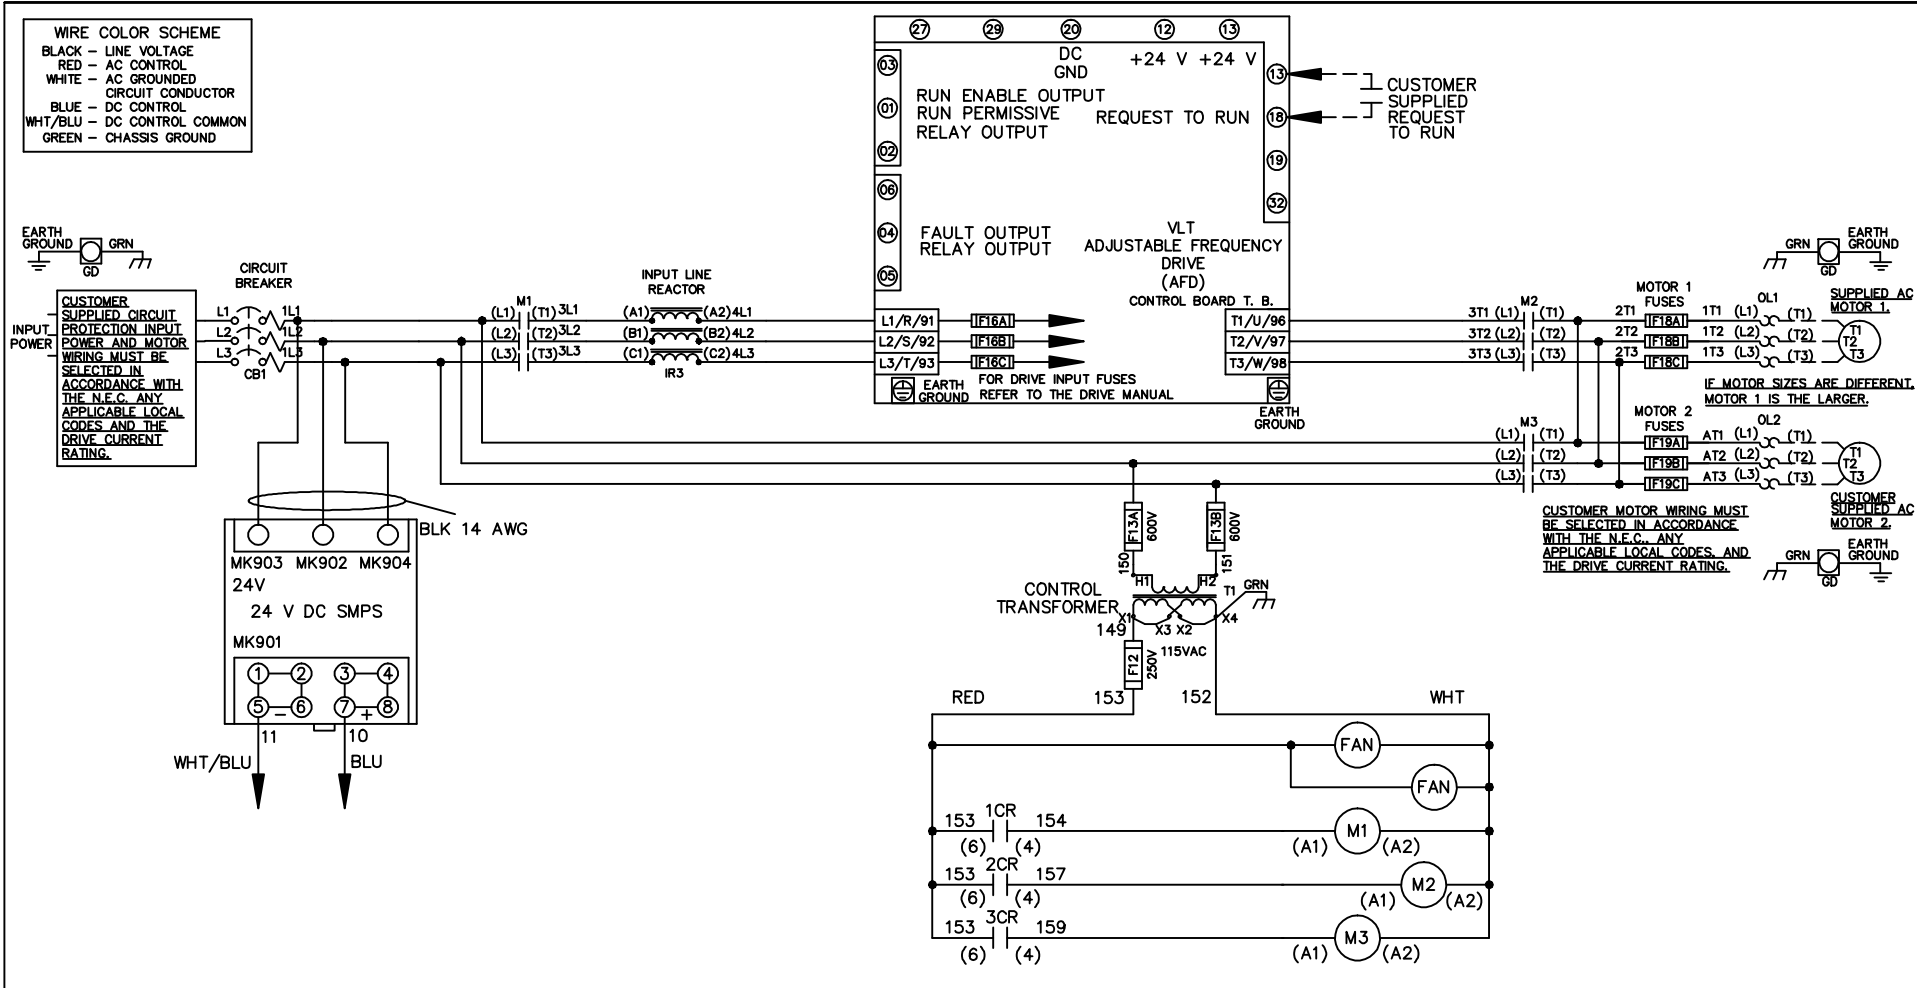 WIRE COLOR SCHEME
BLACK – LINE VOLTAGE
RED – AC CONTROL
WHITE – AC GROUNDED
CIRCUIT CONDUCTOR
BLUE – DC CONTROL
WHT/BLU – DC CONTROL COMMON
GREEN – CHASSIS GROUND
EARTH
GROUND
GRN
GD
INPUT
POWER
CUSTOMER
SUPPLIED CIRCUIT
PROTECTION INPUT
POWER AND MOTOR
WIRING MUST BE
SELECTED IN
ACCORDANCE WITH
THE N.E.C. ANY
APPLICABLE LOCAL
CODES AND THE
DRIVE CURRENT
RATING.
CIRCUIT
BREAKER
L1 1L1
L2 1L2
L3 1L3
CB1
M1
(L1) (T1) 3L1
(L2) (T2) 3L2
(L3) (T3) 3L3
INPUT LINE
REACTOR
(A1) (A2) 4L1
(B1) (B2) 4L2
(C1) (C2) 4L3
IR3
27 29 20 12 13
DC
GND
+24 V +24 V
03
01
02
RUN ENABLE OUTPUT
RUN PERMISSIVE
RELAY OUTPUT
REQUEST TO RUN
13
18
19
32
CUSTOMER
SUPPLIED
REQUEST
TO RUN
06
04
05
FAULT OUTPUT
RELAY OUTPUT
VLT
ADJUSTABLE FREQUENCY
DRIVE
(AFD)
CONTROL BOARD T. B.
L1/R/91 F16A T1/U/96
L2/S/92 F16B T2/V/97
L3/T/93 F16C T3/W/98
EARTH
GROUND
FOR DRIVE INPUT FUSES
REFER TO THE DRIVE MANUAL
EARTH
GROUND
M2
3T1 (L1) (T1)
3T2 (L2) (T2)
3T3 (L3) (T3)
MOTOR 1
FUSES
2T1 F18A 1T1 (L1) (T1)
2T2 F18B 1T2 (L2) (T2)
2T3 F18C 1T3 (L3) (T3)
OL1
T1
T2
T3
GRN
GD
EARTH
GROUND
SUPPLIED AC
MOTOR 1.
IF MOTOR SIZES ARE DIFFERENT,
MOTOR 1 IS THE LARGER.
M3
(L1) (T1)
(L2) (T2)
(L3) (T3)
MOTOR 2
FUSES
F19A AT1 (L1) (T1)
F19B AT2 (L2) (T2)
F19C AT3 (L3) (T3)
OL2
T1
T2
T3
CUSTOMER
SUPPLIED AC
MOTOR 2.
CUSTOMER MOTOR WIRING MUST
BE SELECTED IN ACCORDANCE
WITH THE N.E.C., ANY
APPLICABLE LOCAL CODES, AND
THE DRIVE CURRENT RATING.
GRN
GD
EARTH
GROUND
BLK 14 AWG
MK903 MK902 MK904
24V
24 V DC SMPS
MK901
1 2 3 4
5 – 6 7 + 8
11 10
WHT/BLU BLU
F13A
600V
F13B
600V
150
151
H1 H2
CONTROL
TRANSFORMER
T1
GRN
X1 X3 X2 X4
149
115VAC
F12
250V
RED 153 152 WHT
FAN
FAN
1CR
153 154
(6) (4)
M1
(A1) (A2)
2CR
153 157
(6) (4)
M2
(A1) (A2)
3CR
153 159
(6) (4)
M3
(A1) (A2)